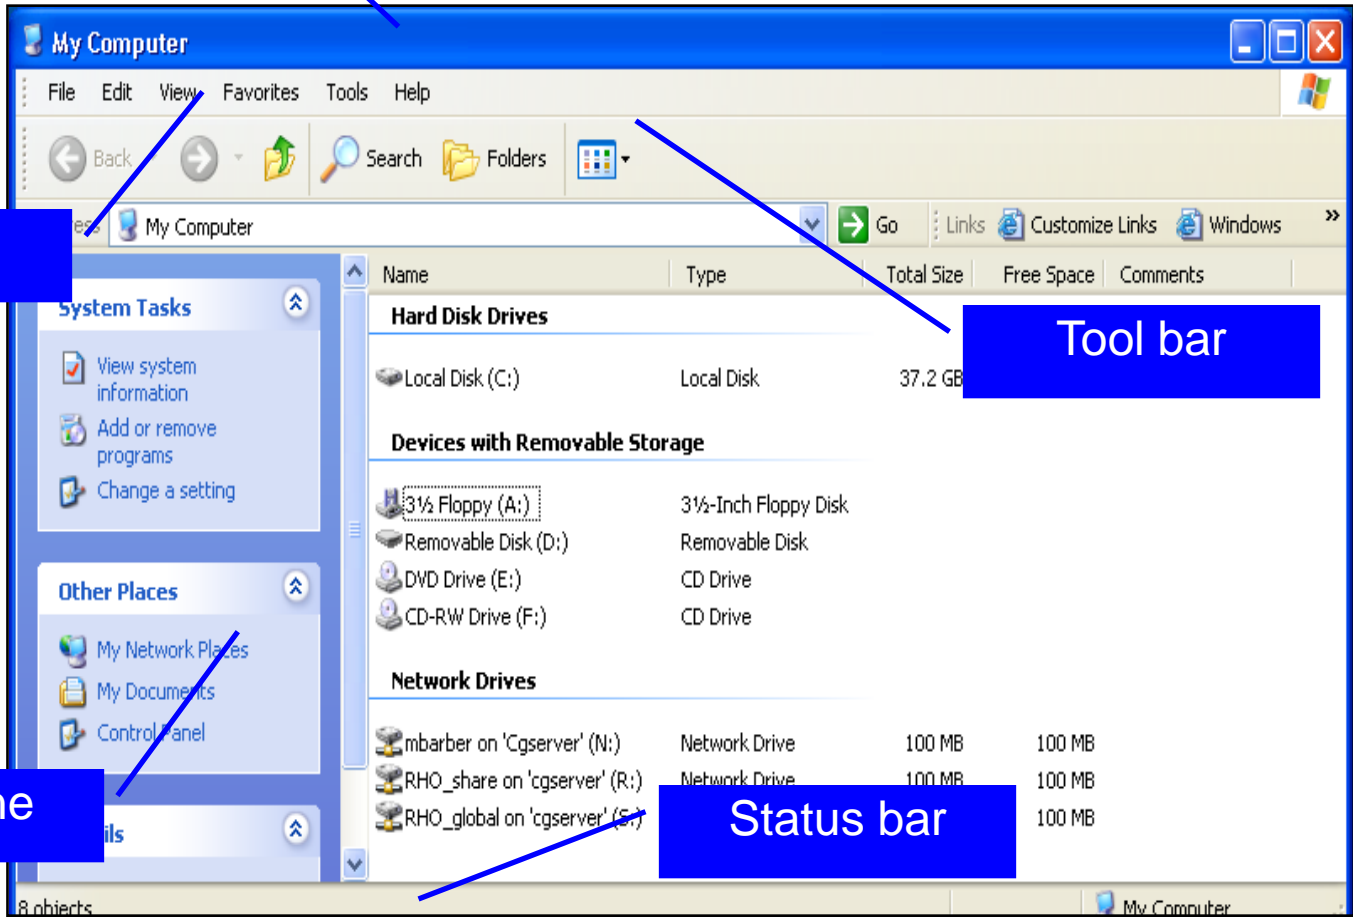 My Computer
File Edit View Favorites Tools Help
Back Search Folders
My Computer Go Links Customize Links Windows »
Name Type Total Size Free Space Comments
System Tasks
View system
information
Add or remove
programs
Change a setting
Other Places
My Network Places
My Documents
Control Panel
Hard Disk Drives
Local Disk (C:) Local Disk 37.2 GB
Tool bar
Devices with Removable Storage
3½ Floppy (A:) 3½-Inch Floppy Disk
Removable Disk (D:) Removable Disk
DVD Drive (E:) CD Drive
CD-RW Drive (F:) CD Drive
Network Drives
mbarber on 'Cgserver' (N:) Network Drive 100 MB 100 MB
RHO_share on 'cgserver' (R:) Network Drive 100 MB 100 MB
RHO_global on 'cgserver' (S:) 100 MB
Status bar
8 objects My Computer